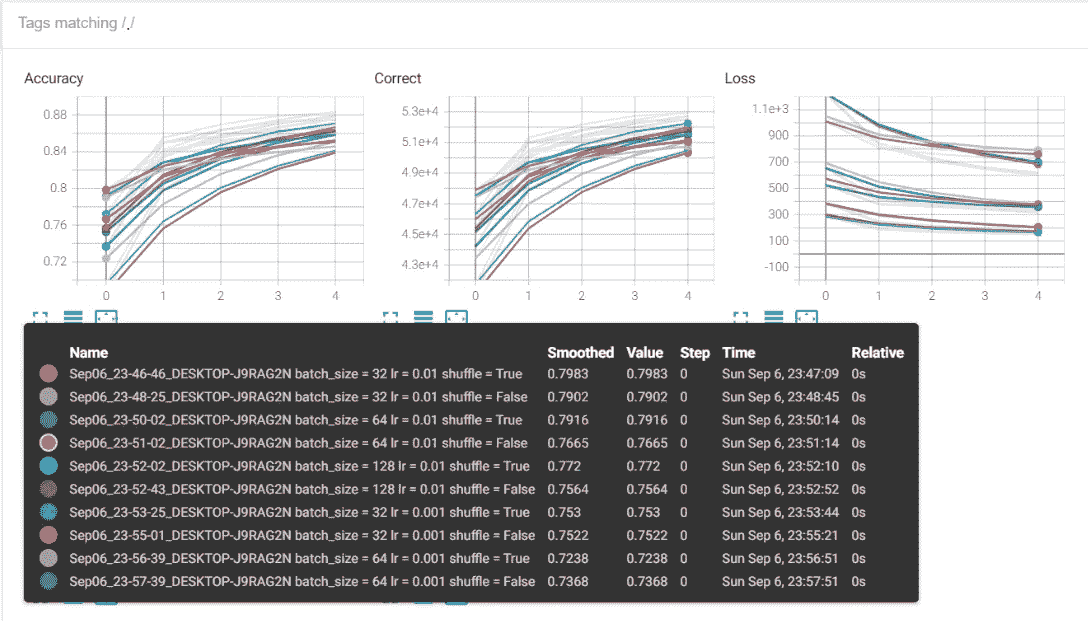 Tags matching /./
Accuracy
Correct
Loss
0.88
0.84
0.8
0.76
0.72
0 1 2 3 4
5.3e+4
5.1e+4
4.9e+4
4.7e+4
4.5e+4
4.3e+4
0 1 2 3 4
1.1e+3
900
700
500
300
100
-100
0 1 2 3 4
Name Smoothed Value Step Time Relative
Sep06_23-46-46_DESKTOP-J9RAG2N batch_size = 32 lr = 0.01 shuffle = True 0.7983 0.7983 0 Sun Sep 6, 23:47:09 0s
Sep06_23-48-25_DESKTOP-J9RAG2N batch_size = 32 lr = 0.01 shuffle = False 0.7902 0.7902 0 Sun Sep 6, 23:48:45 0s
Sep06_23-50-02_DESKTOP-J9RAG2N batch_size = 64 lr = 0.01 shuffle = True 0.7916 0.7916 0 Sun Sep 6, 23:50:14 0s
Sep06_23-51-02_DESKTOP-J9RAG2N batch_size = 64 lr = 0.01 shuffle = False 0.7665 0.7665 0 Sun Sep 6, 23:51:14 0s
Sep06_23-52-02_DESKTOP-J9RAG2N batch_size = 128 lr = 0.01 shuffle = True 0.772 0.772 0 Sun Sep 6, 23:52:10 0s
Sep06_23-52-43_DESKTOP-J9RAG2N batch_size = 128 lr = 0.01 shuffle = False 0.7564 0.7564 0 Sun Sep 6, 23:52:52 0s
Sep06_23-53-25_DESKTOP-J9RAG2N batch_size = 32 lr = 0.001 shuffle = True 0.753 0.753 0 Sun Sep 6, 23:53:44 0s
Sep06_23-55-01_DESKTOP-J9RAG2N batch_size = 32 lr = 0.001 shuffle = False 0.7522 0.7522 0 Sun Sep 6, 23:55:21 0s
Sep06_23-56-39_DESKTOP-J9RAG2N batch_size = 64 lr = 0.001 shuffle = True 0.7238 0.7238 0 Sun Sep 6, 23:56:51 0s
Sep06_23-57-39_DESKTOP-J9RAG2N batch_size = 64 lr = 0.001 shuffle = False 0.7368 0.7368 0 Sun Sep 6, 23:57:51 0s